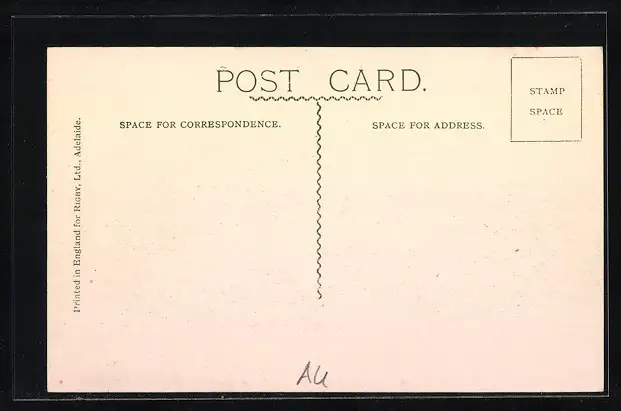 POST CARD.
SPACE FOR CORRESPONDENCE.
SPACE FOR ADDRESS.
STAMP
SPACE
Printed in England for Rigby, Ltd., Adelaide.
AU